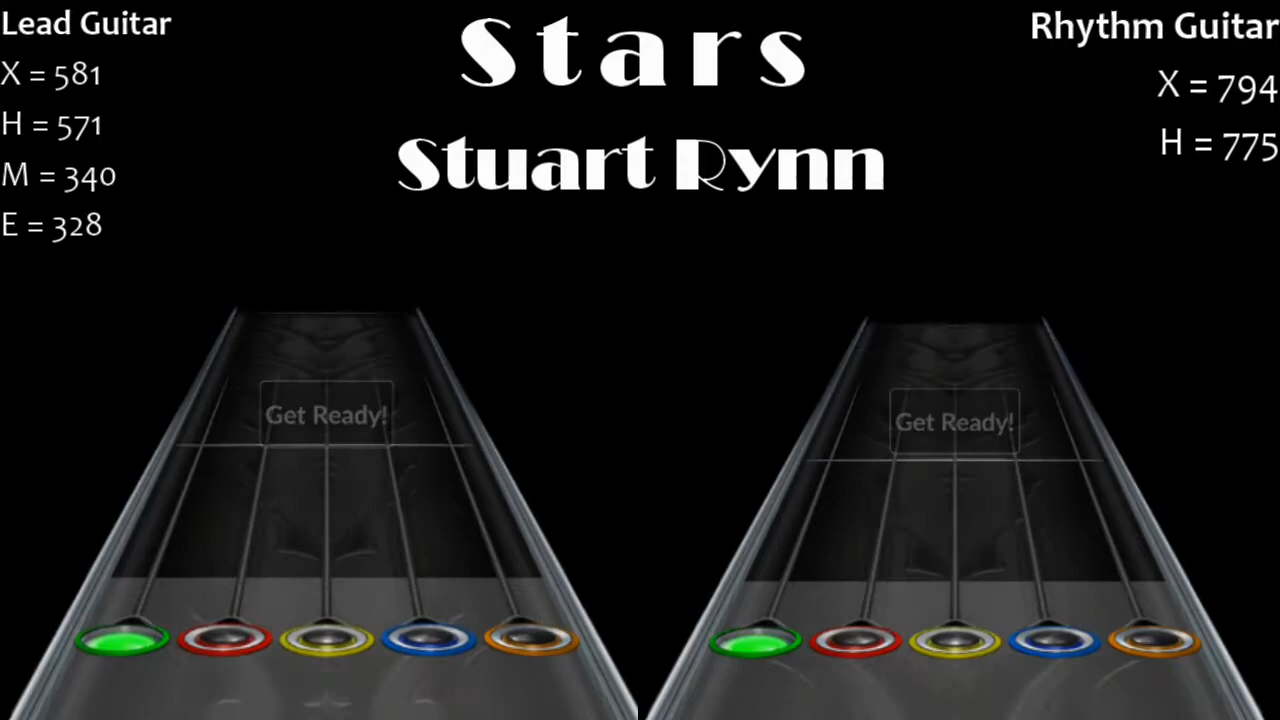 Lead Guitar
X = 581
H = 571
M = 340
E = 328
Stars
Stuart Rynn
Rhythm Guitar
X = 794
H = 775
Get Ready!
Get Ready!